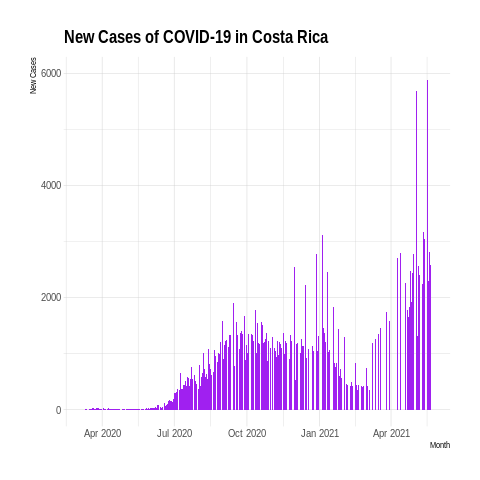 New Cases of COVID-19 in Costa Rica
New Cases
6000
4000
2000
0
Apr 2020 Jul 2020 Oct 2020 Jan 2021 Apr 2021
Month